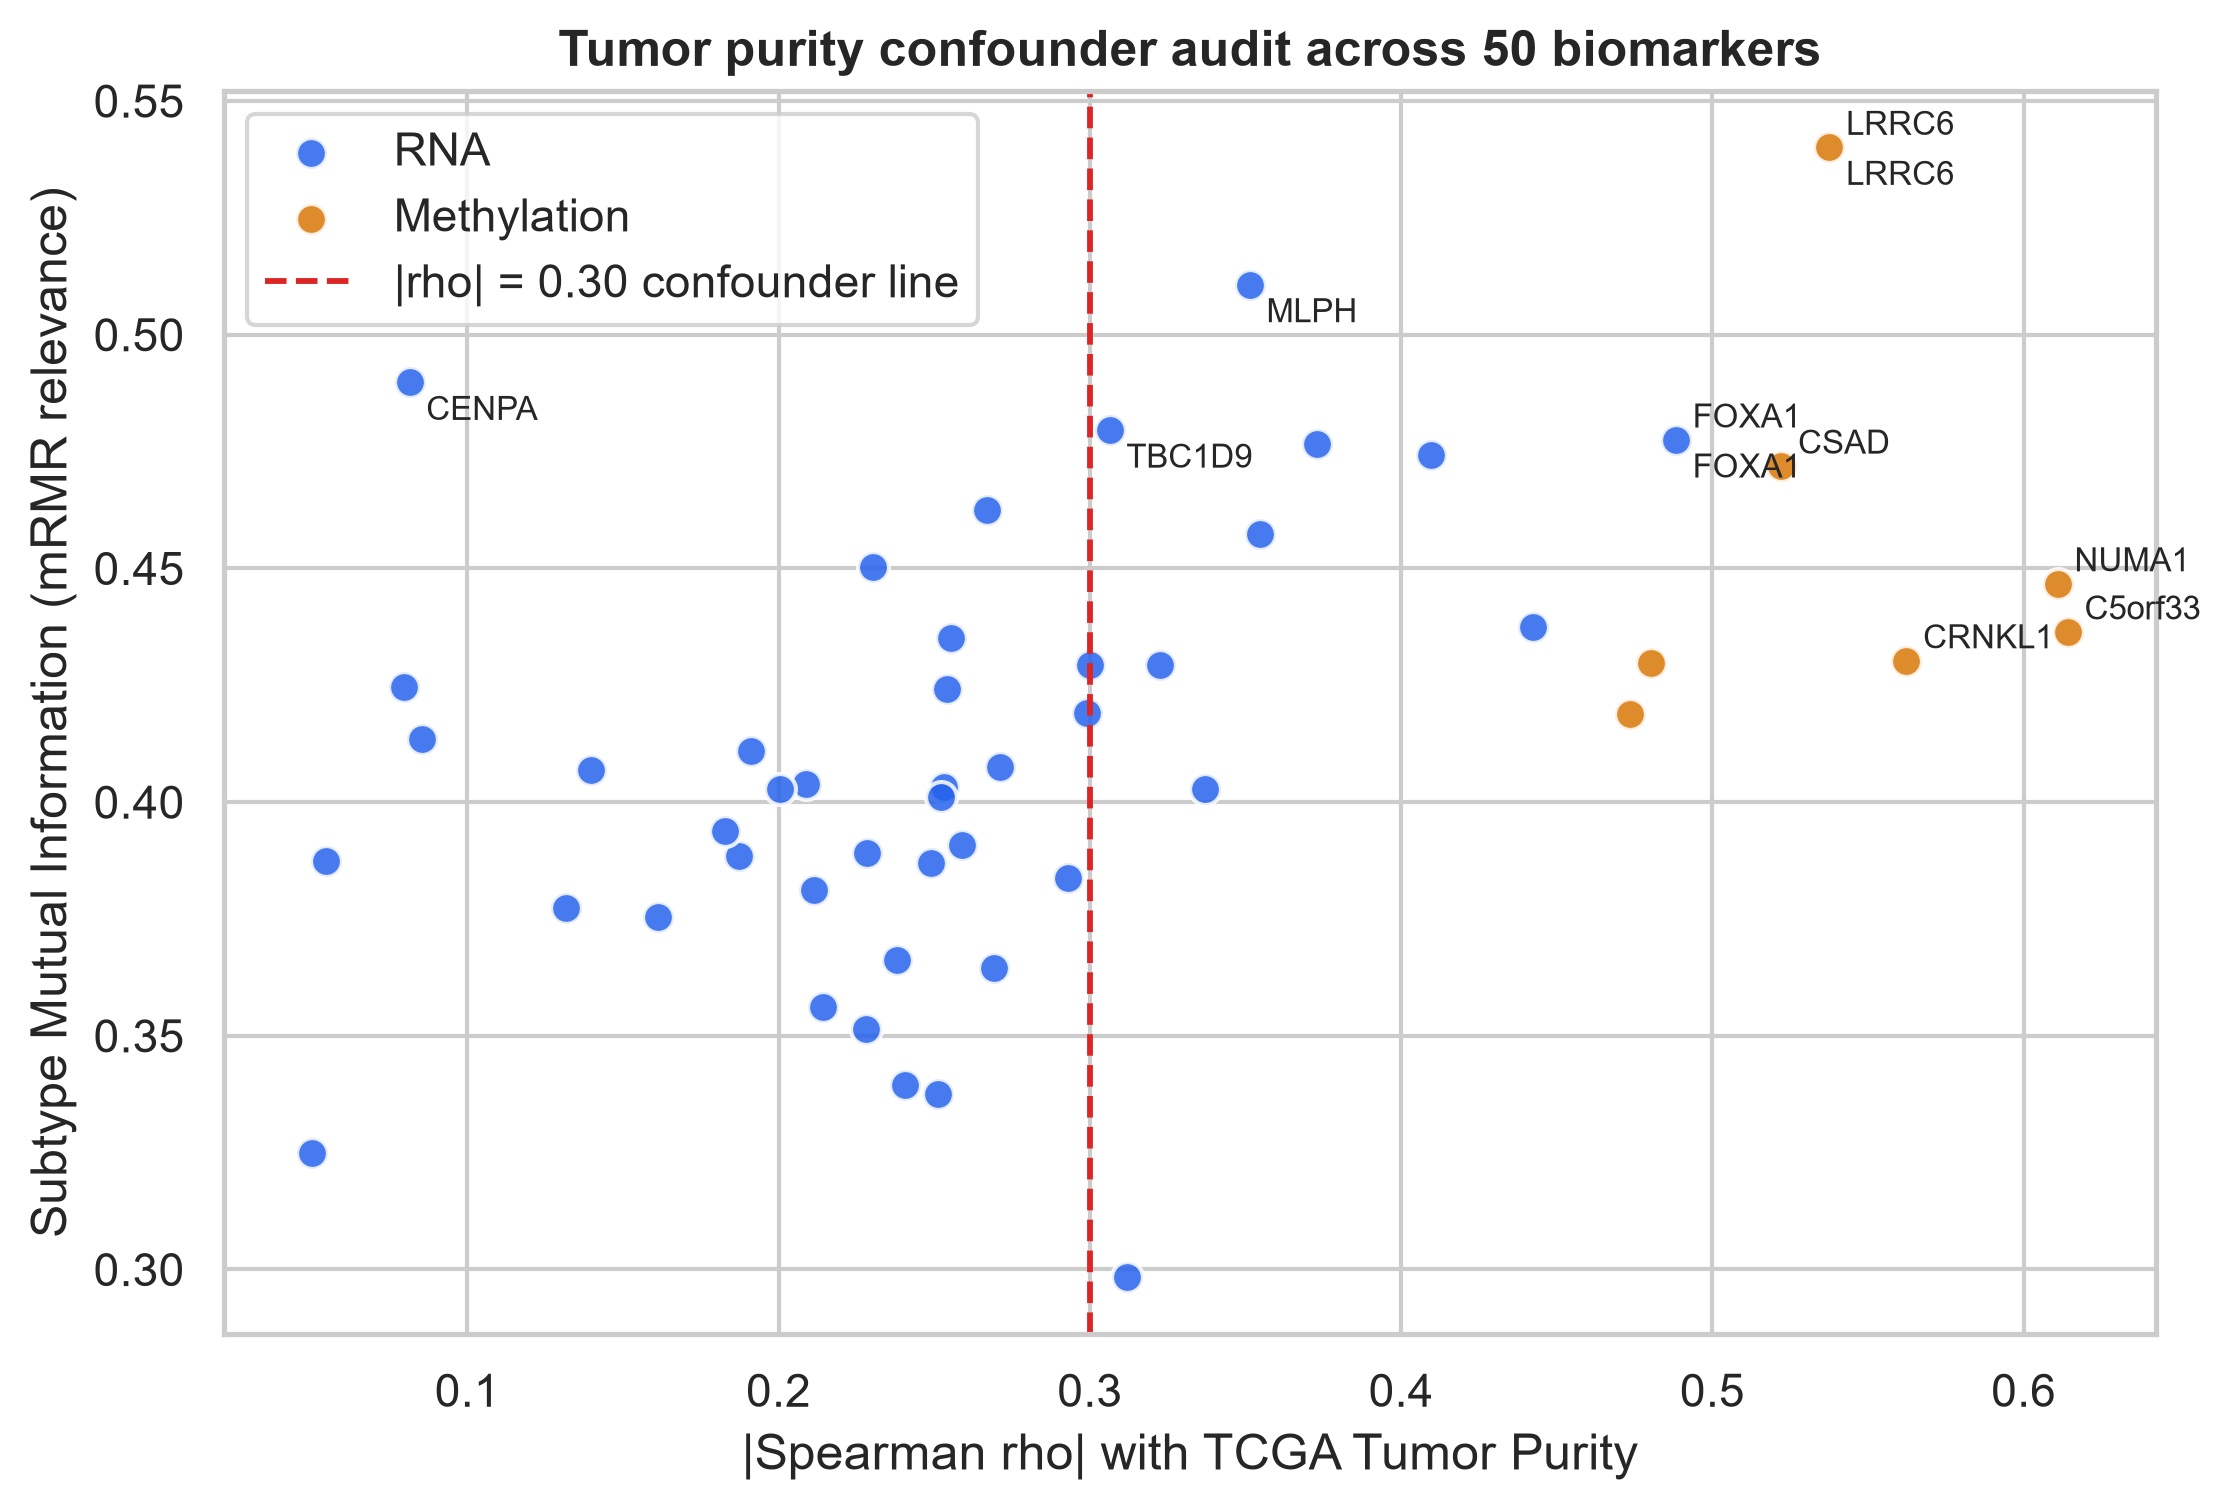 Tumor purity confounder audit across 50 biomarkers
Subtype Mutual Information (mRMR relevance)
0.55
0.50
0.45
0.40
0.35
0.30
RNA
Methylation
|rho| = 0.30 confounder line
LRRC6
LRRC6
MLPH
CENPA
FOXA1
CSAD
TBC1D9
FOXA1
NUMA1
C5orf33
CRNKL1
0.1 0.2 0.3 0.4 0.5 0.6
|Spearman rho| with TCGA Tumor Purity